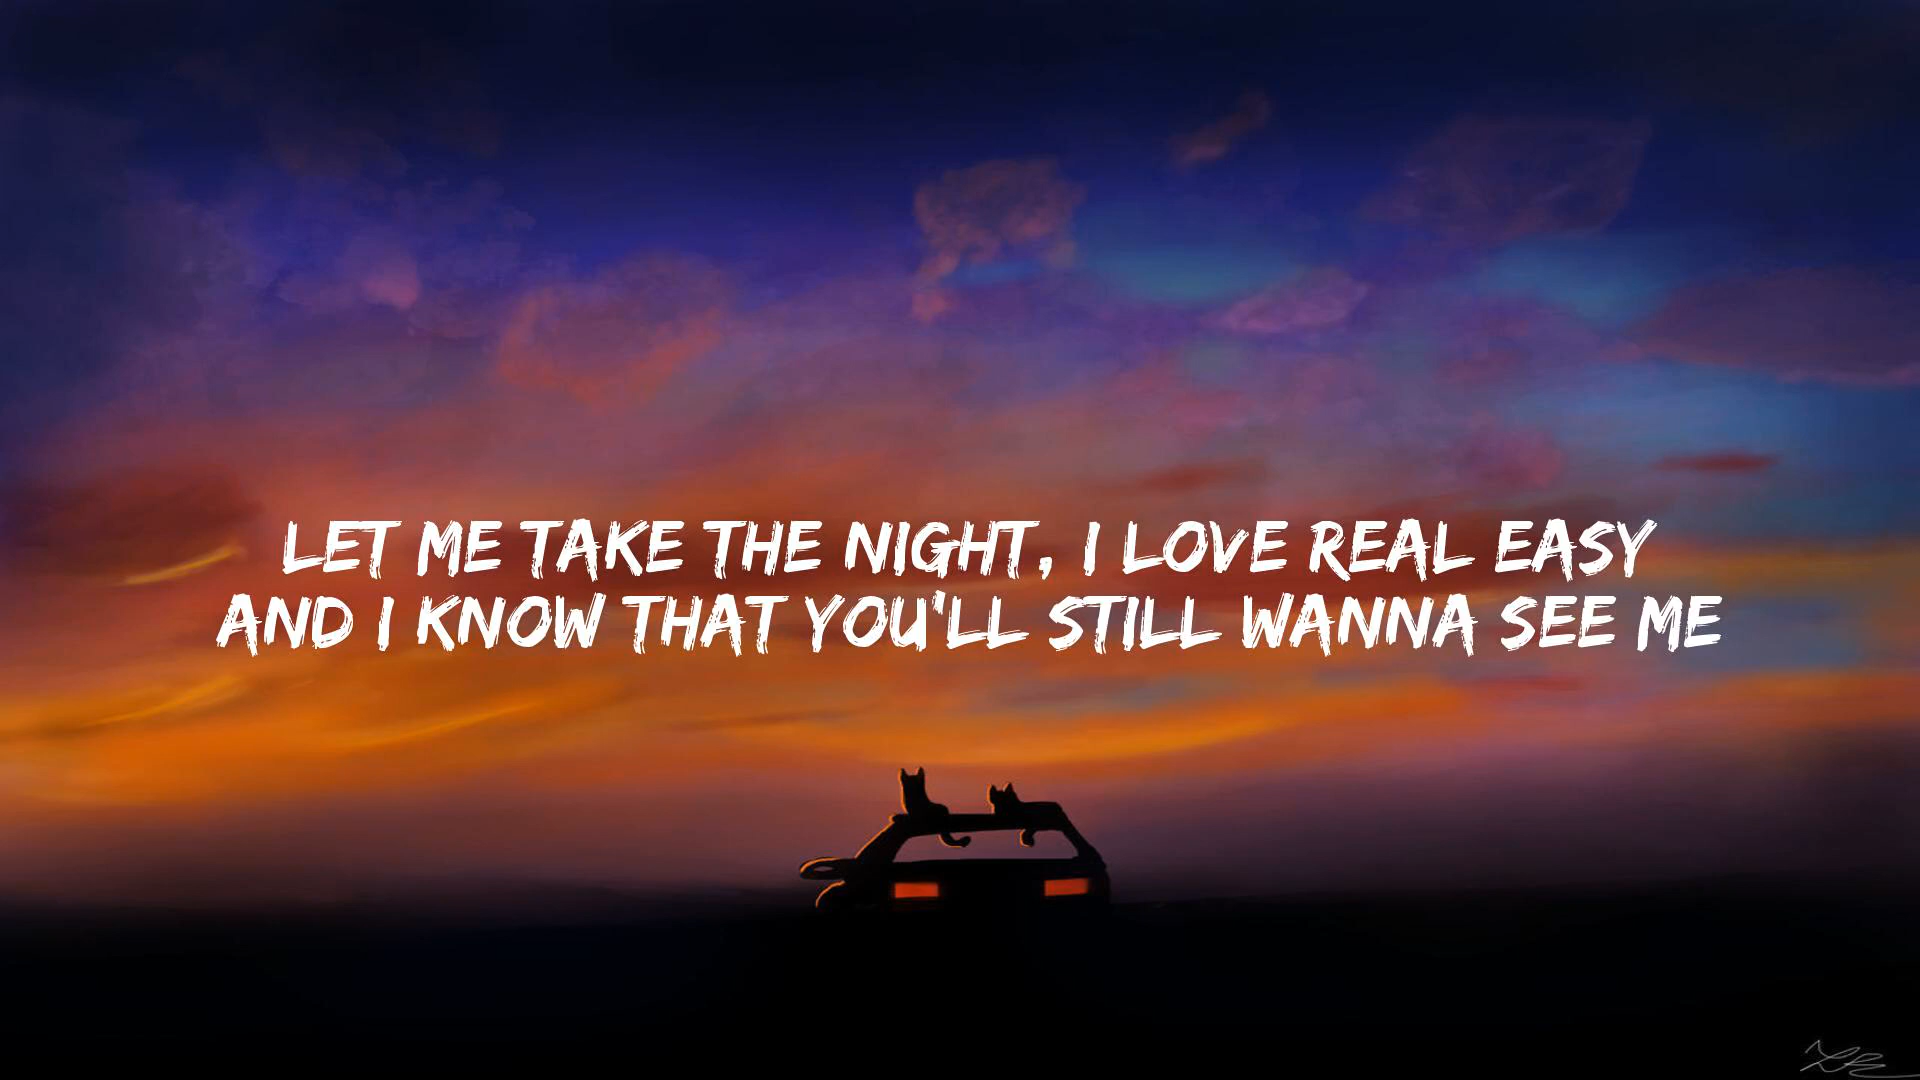 LET ME TAKE THE NIGHT, I LOVE REAL EASY
AND I KNOW THAT YOU'LL STILL WANNA SEE ME